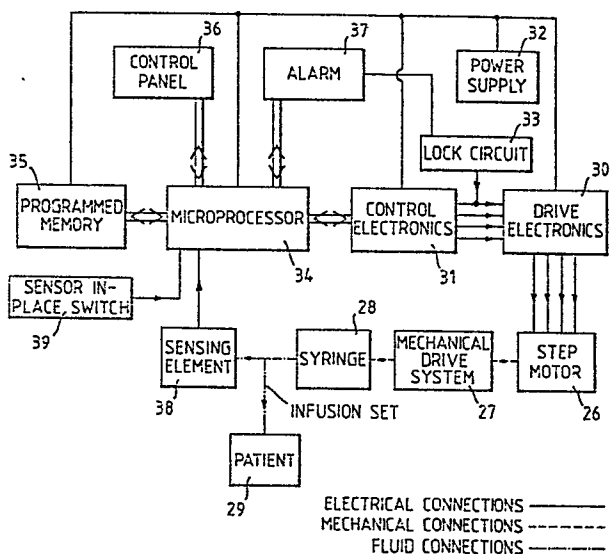 36
37
32
CONTROL
PANEL
ALARM
POWER
SUPPLY
33
LOCK CIRCUIT
30
35
PROGRAMMED
MEMORY
MICROPROCESSOR
34
CONTROL
ELECTRONICS
31
DRIVE
ELECTRONICS
SENSOR IN-
PLACE, SWITCH
39
28
SENSING
ELEMENT
38
SYRINGE
MECHANICAL
DRIVE
SYSTEM
27
STEP
MOTOR
26
INFUSION SET
PATIENT
29
ELECTRICAL CONNECTIONS
MECHANICAL CONNECTIONS
FLUID CONNECTIONS